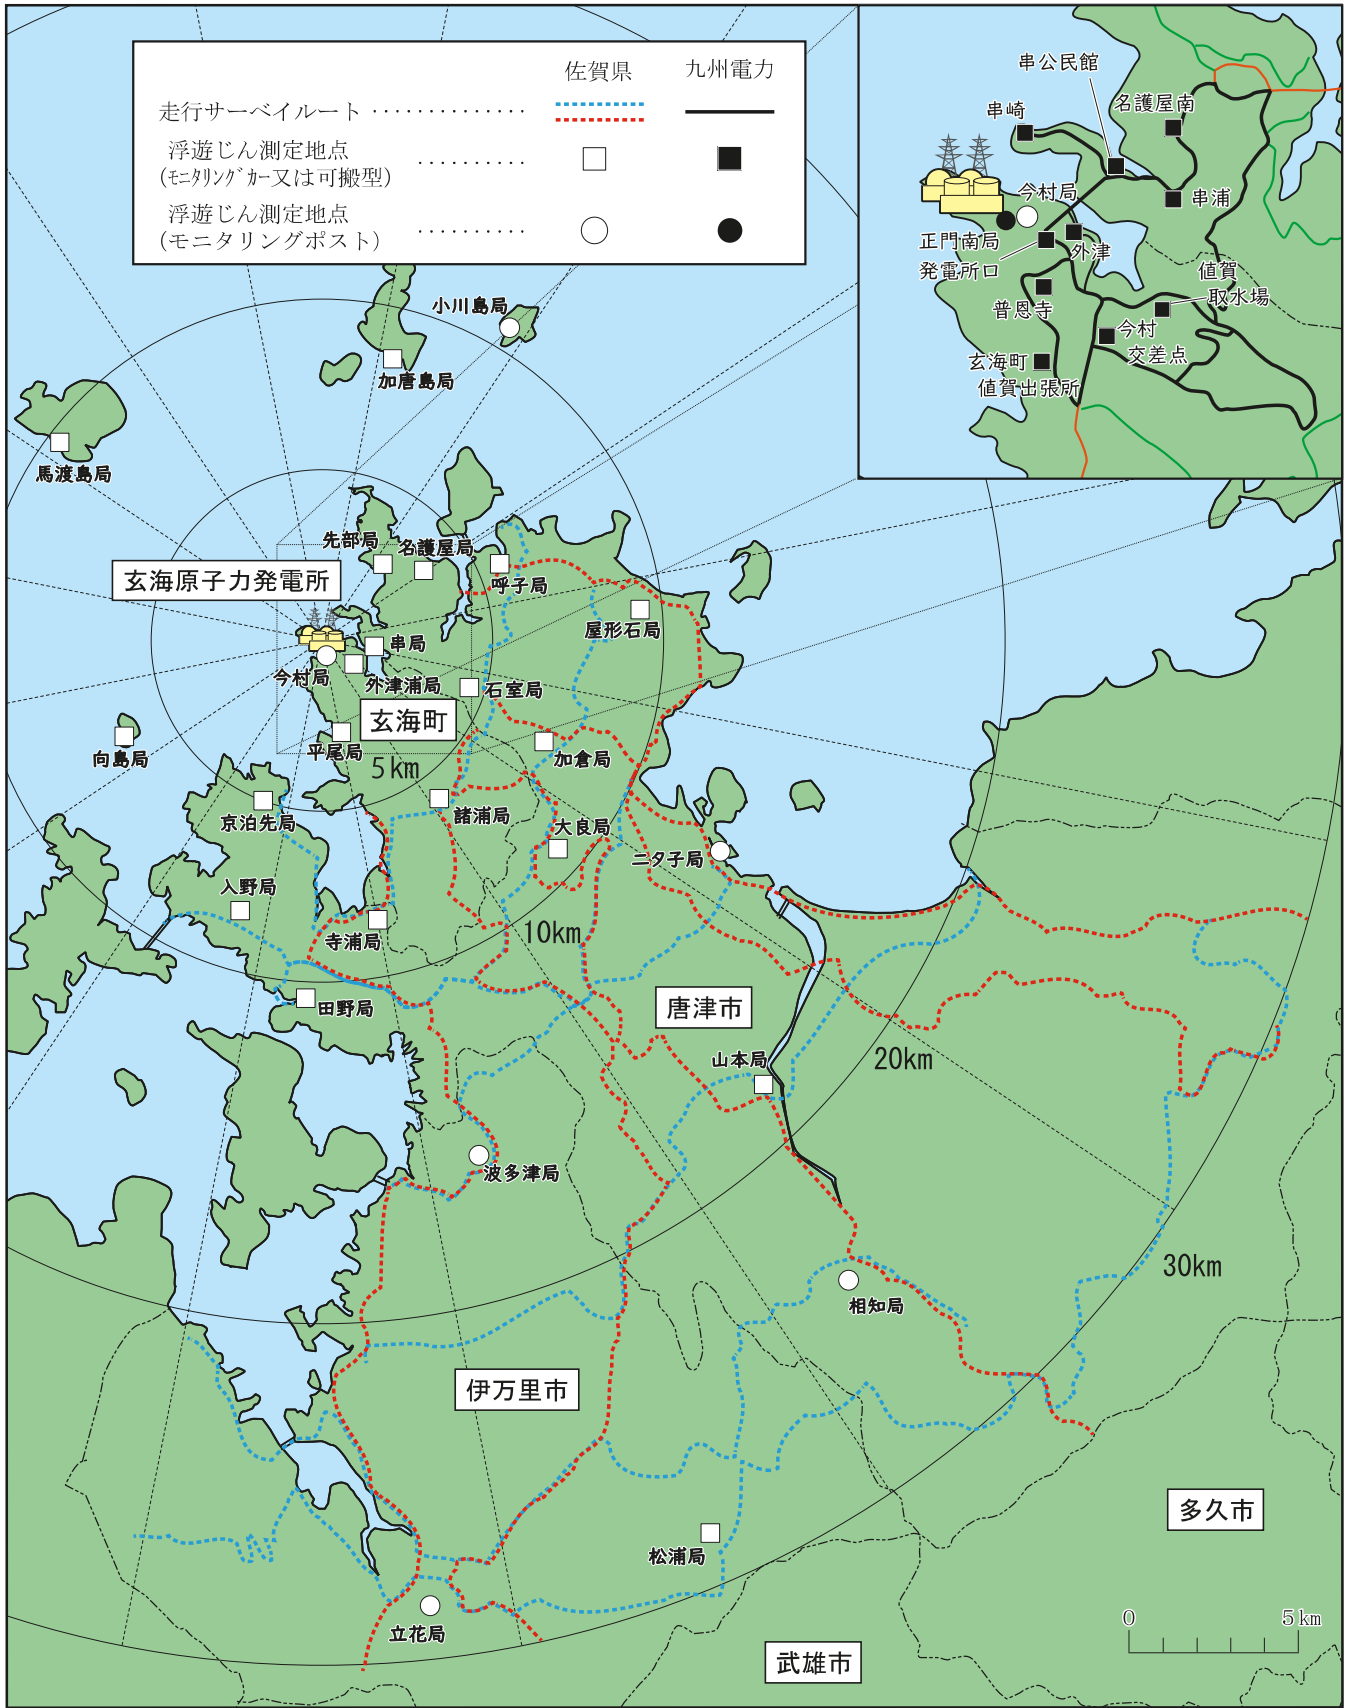 佐賀県
九州電力
走行サーベイルート ・・・・・・・・・・・・・
浮遊じん測定地点 ・・・・・・・・・
(モニタリングカー又は可搬型)
浮遊じん測定地点 ・・・・・・・・・
(モニタリングポスト)
串公民館
串崎
名護屋南
今村局
串浦
正門南局
発電所口
外津
値賀
取水場
普恩寺
今村
交差点
玄海町
値賀出張所
小川島局
加唐島局
馬渡島局
先部局
名護屋局
玄海原子力発電所
呼子局
屋形石局
串局
今村局
外津浦局
石室局
玄海町
向島局
平尾局
加倉局
5km
京泊先局
諸浦局
大良局
二タ子局
入野局
寺浦局
10km
田野局
唐津市
山本局
20km
波多津局
30km
相知局
伊万里市
多久市
松浦局
立花局
武雄市
0
5km